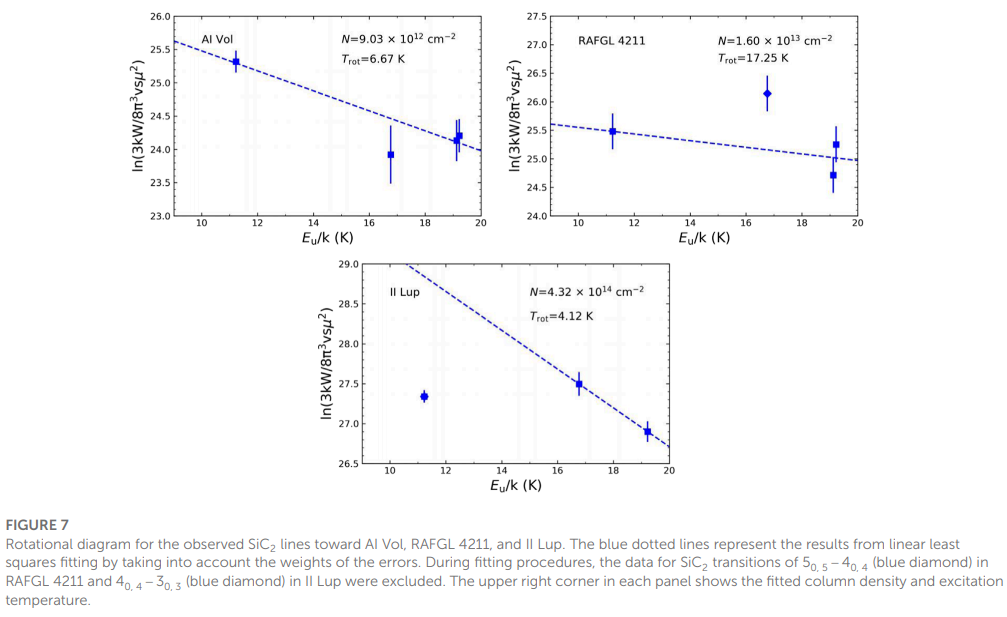 26.0
25.5
25.0
24.5
24.0
23.5
23.0
ln(3kW/8π³νsμ²)
AI Vol
N=9.03 × 10¹² cm⁻²
Tᵣₒₜ=6.67 K
10 12 14 16 18 20
Eᵤ/k (K)
27.5
27.0
26.5
26.0
25.5
25.0
24.5
24.0
ln(3kW/8π³νsμ²)
RAFGL 4211
N=1.60 × 10¹³ cm⁻²
Tᵣₒₜ=17.25 K
10 12 14 16 18 20
Eᵤ/k (K)
29.0
28.5
28.0
27.5
27.0
26.5
ln(3kW/8π³νsμ²)
II Lup
N=4.32 × 10¹⁴ cm⁻²
Tᵣₒₜ=4.12 K
10 12 14 16 18 20
Eᵤ/k (K)
FIGURE 7
Rotational diagram for the observed SiC₂ lines toward AI Vol, RAFGL 4211, and II Lup. The blue dotted lines represent the results from linear least
squares fitting by taking into account the weights of the errors. During fitting procedures, the data for SiC₂ transitions of 5₀,₅ – 4₀,₄ (blue diamond) in
RAFGL 4211 and 4₀,₄ – 3₀,₃ (blue diamond) in II Lup were excluded. The upper right corner in each panel shows the fitted column density and excitation
temperature.